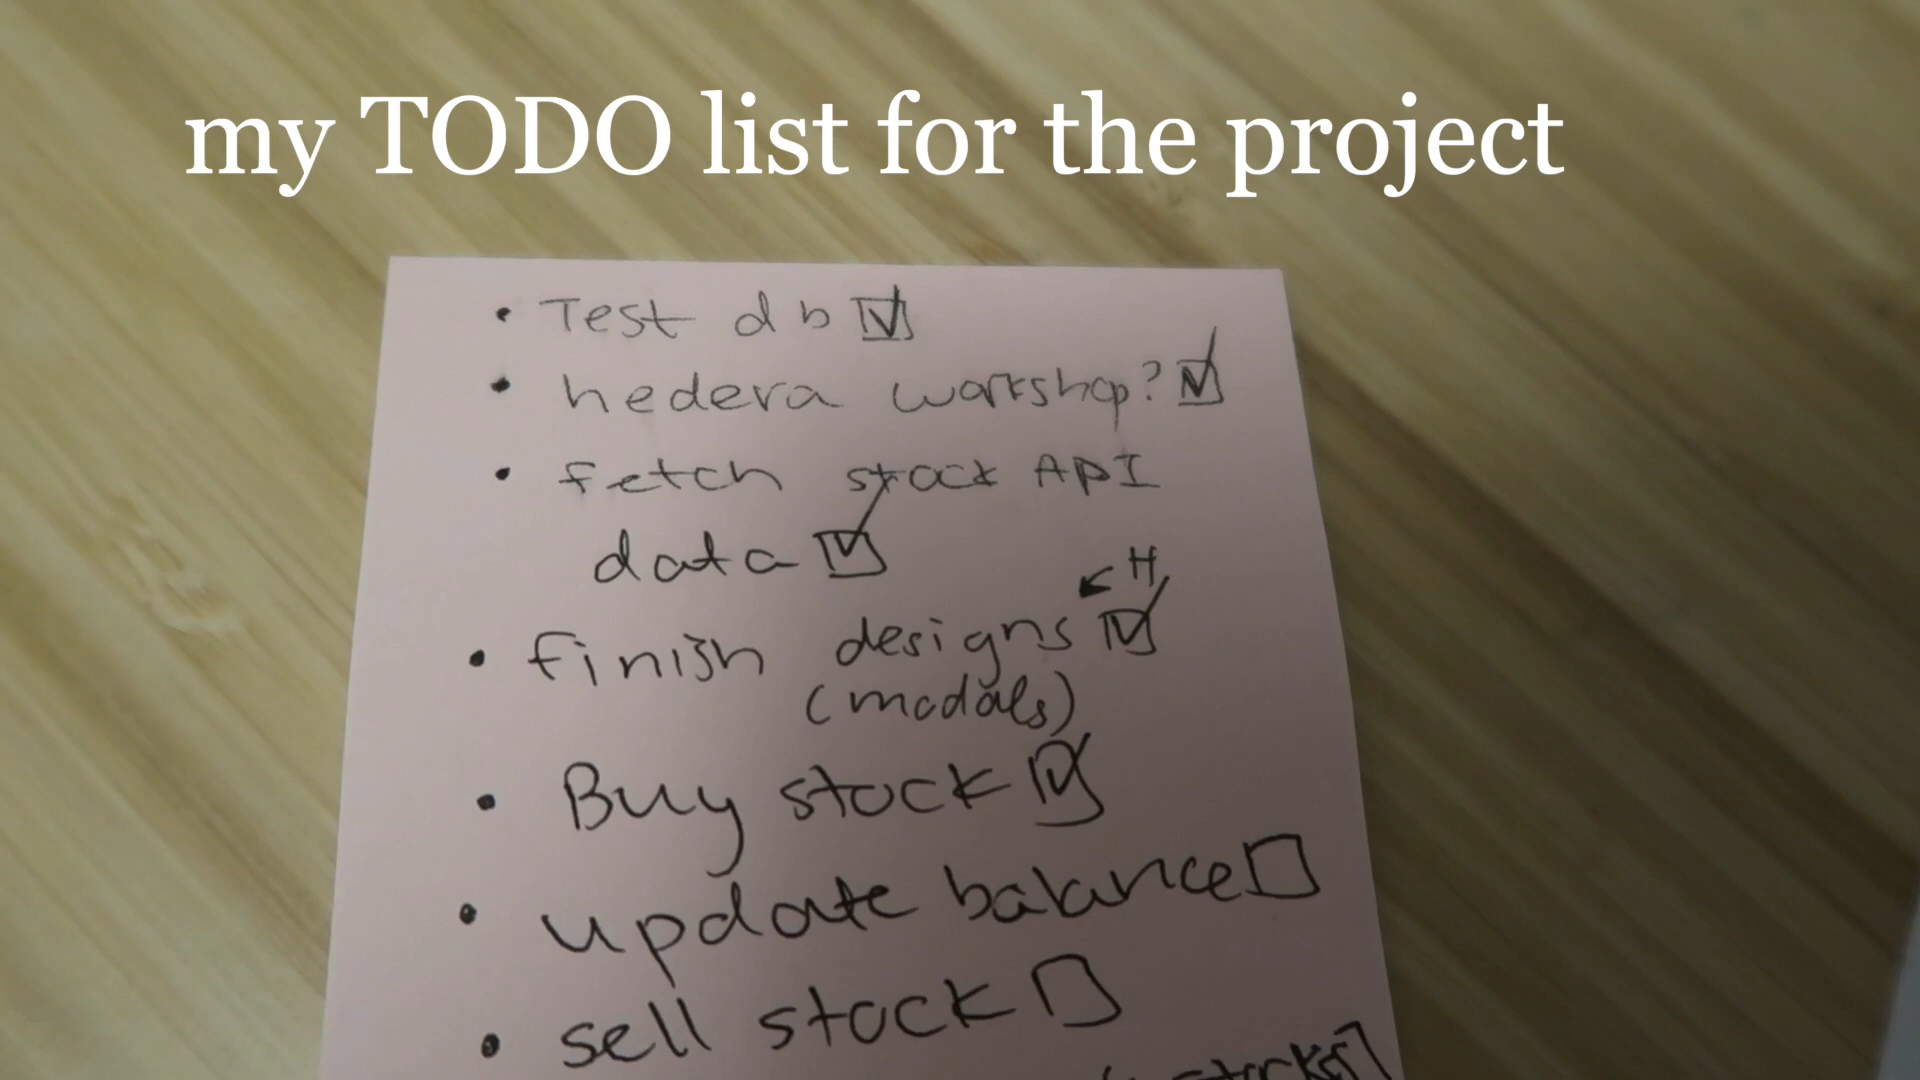 my TODO list for the project
• Test db ☑
• hedera workshop? ☑
• fetch stock API
data ☑
← H
• finish designs ☑
(modals)
• Buy stock ☑
• update balance ☐
• sell stock ☐